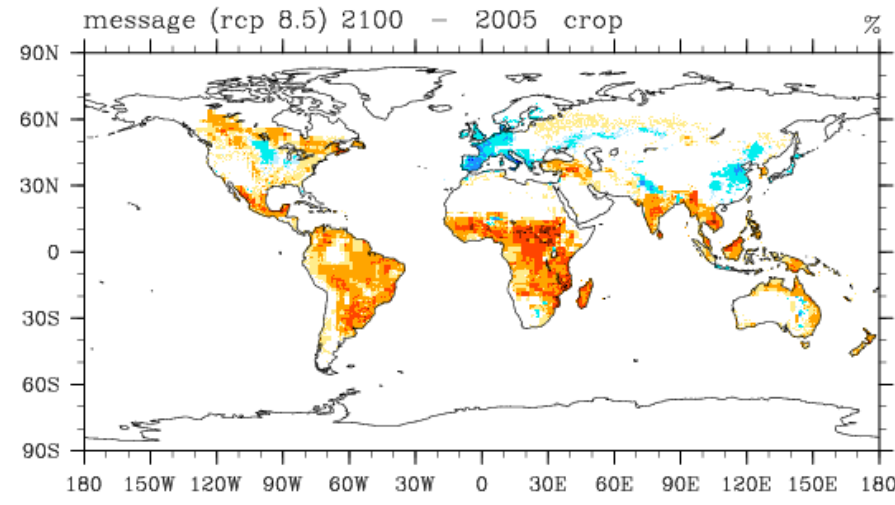 message (rcp 8.5) 2100 – 2005 crop %
90N
60N
30N
0
30S
60S
90S
180 150W 120W 90W 60W 30W 0 30E 60E 90E 120E 150E 180